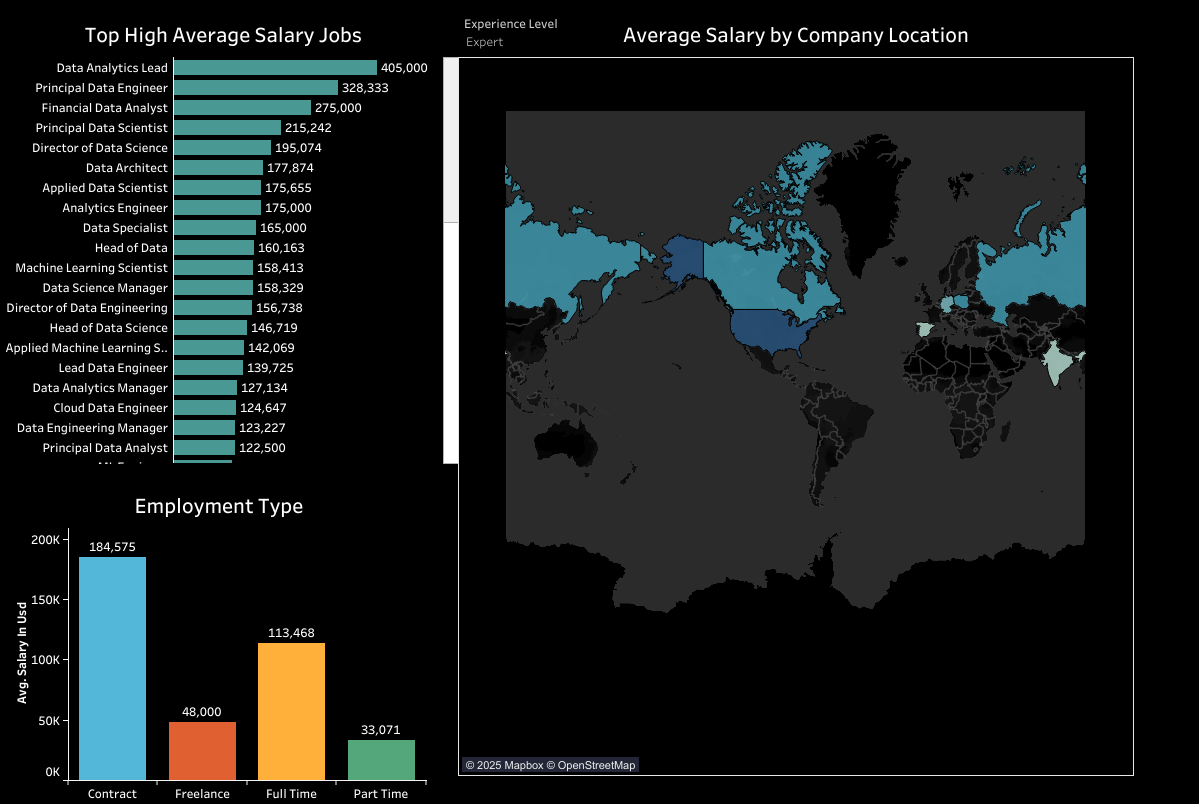 Top High Average Salary Jobs
Data Analytics Lead 405,000
Principal Data Engineer 328,333
Financial Data Analyst 275,000
Principal Data Scientist 215,242
Director of Data Science 195,074
Data Architect 177,874
Applied Data Scientist 175,655
Analytics Engineer 175,000
Data Specialist 165,000
Head of Data 160,163
Machine Learning Scientist 158,413
Data Science Manager 158,329
Director of Data Engineering 156,738
Head of Data Science 146,719
Applied Machine Learning S.. 142,069
Lead Data Engineer 139,725
Data Analytics Manager 127,134
Cloud Data Engineer 124,647
Data Engineering Manager 123,227
Principal Data Analyst 122,500
Experience Level
Expert
Average Salary by Company Location
© 2025 Mapbox © OpenStreetMap
Employment Type
Avg. Salary In Usd
200K
150K
100K
50K
0K
184,575
48,000
113,468
33,071
Contract
Freelance
Full Time
Part Time